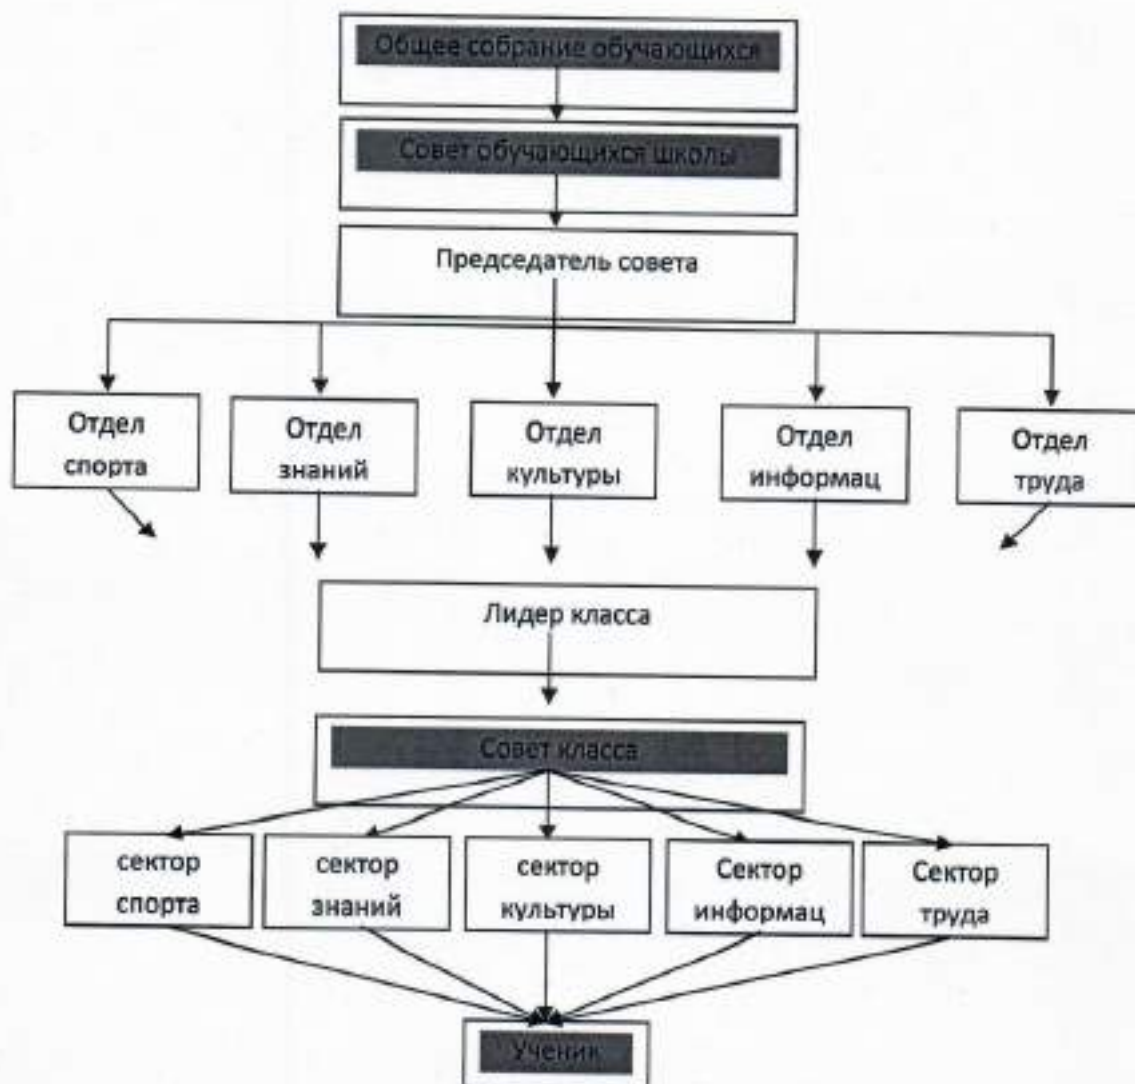 Общее собрание обучающихся
Совет обучающихся школы
Председатель совета
Отдел
спорта
Отдел
знаний
Отдел
культуры
Отдел
информац
Отдел
труда
Лидер класса
Совет класса
сектор
спорта
сектор
знаний
сектор
культуры
Сектор
информац
Сектор
труда
Ученик